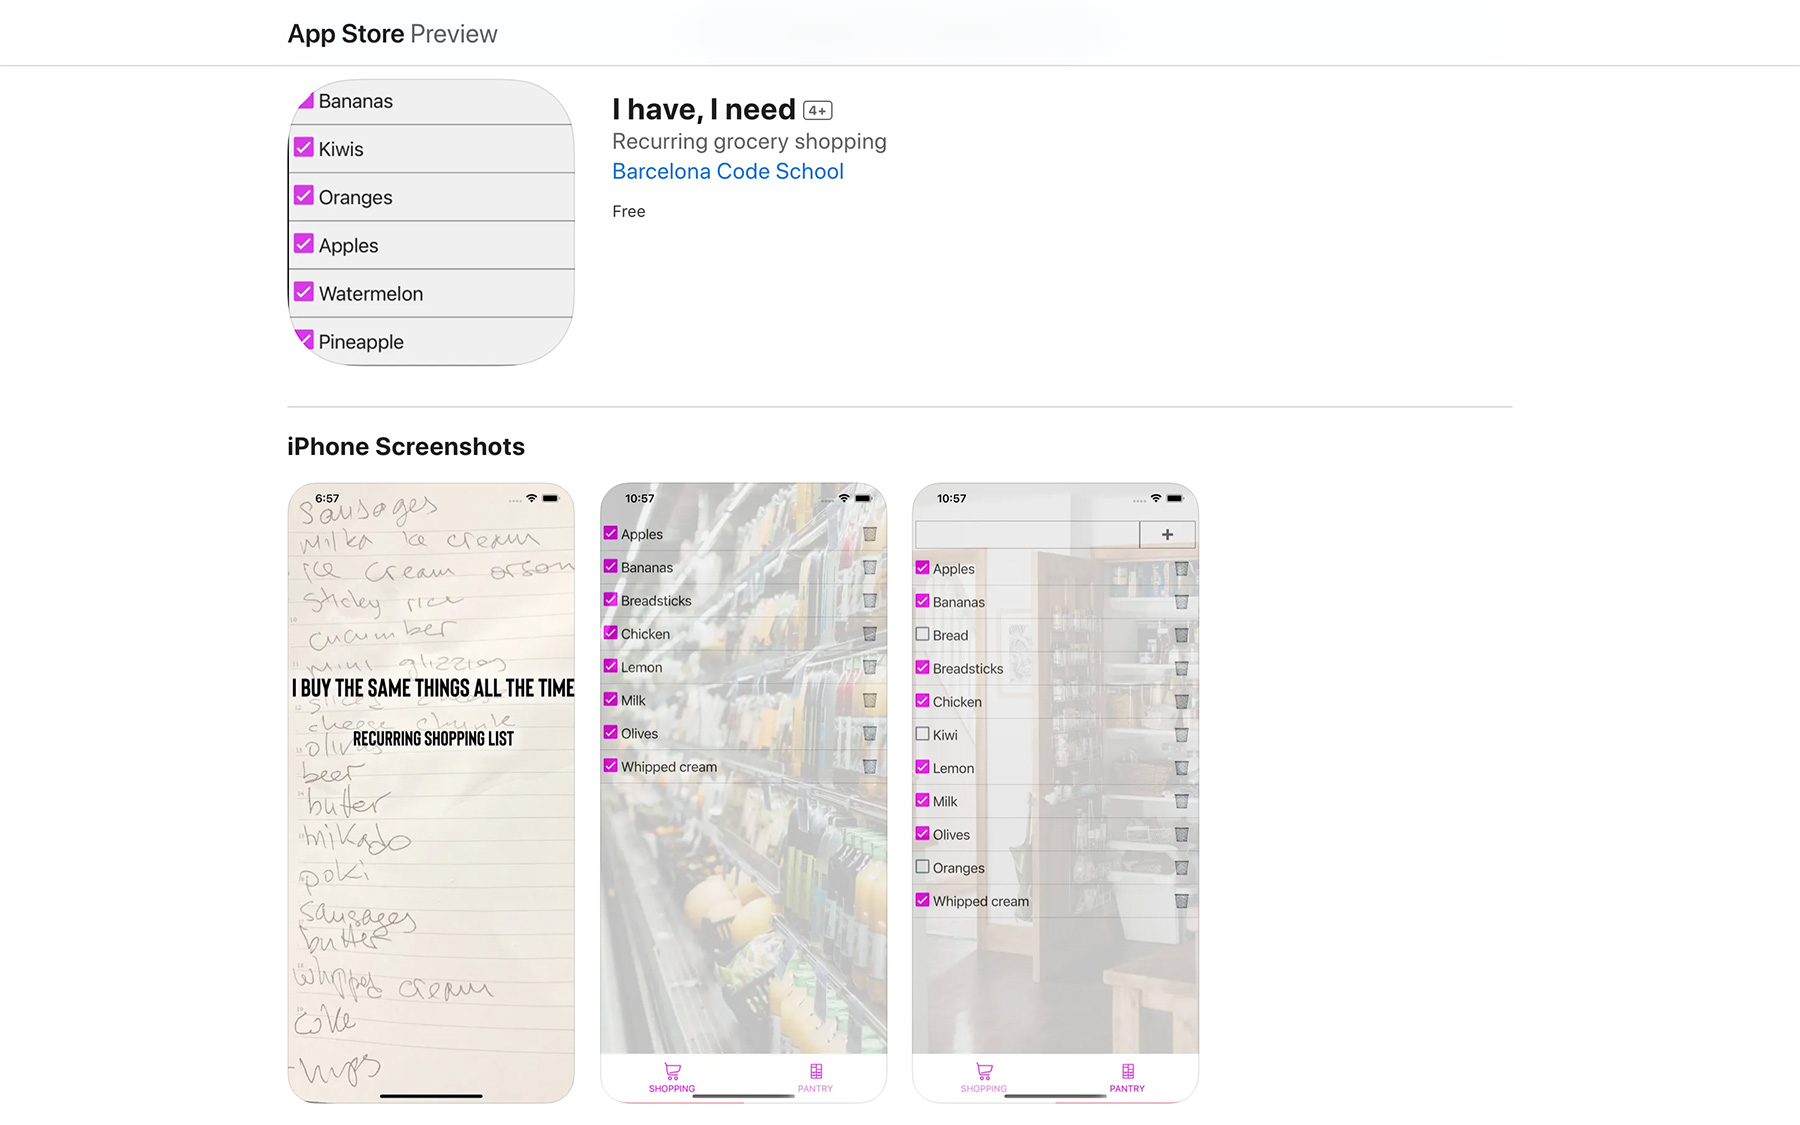 App Store Preview
Bananas
Kiwis
Oranges
Apples
Watermelon
Pineapple
I have, I need 4+
Recurring grocery shopping
Barcelona Code School
Free
iPhone Screenshots
6:57
sausages
milka ice cream
ice cream
sticky rice
cucumber
mini glizzies
I BUY THE SAME THINGS ALL THE TIME
cheese
RECURRING SHOPPING LIST
olives
beer
butter
mikado
poki
sausages
butter
whipped cream
coke
10:57
Apples
Bananas
Breadsticks
Chicken
Lemon
Milk
Olives
Whipped cream
SHOPPING
PANTRY
10:57
+
Apples
Bananas
Bread
Breadsticks
Chicken
Kiwi
Lemon
Milk
Olives
Oranges
Whipped cream
SHOPPING
PANTRY